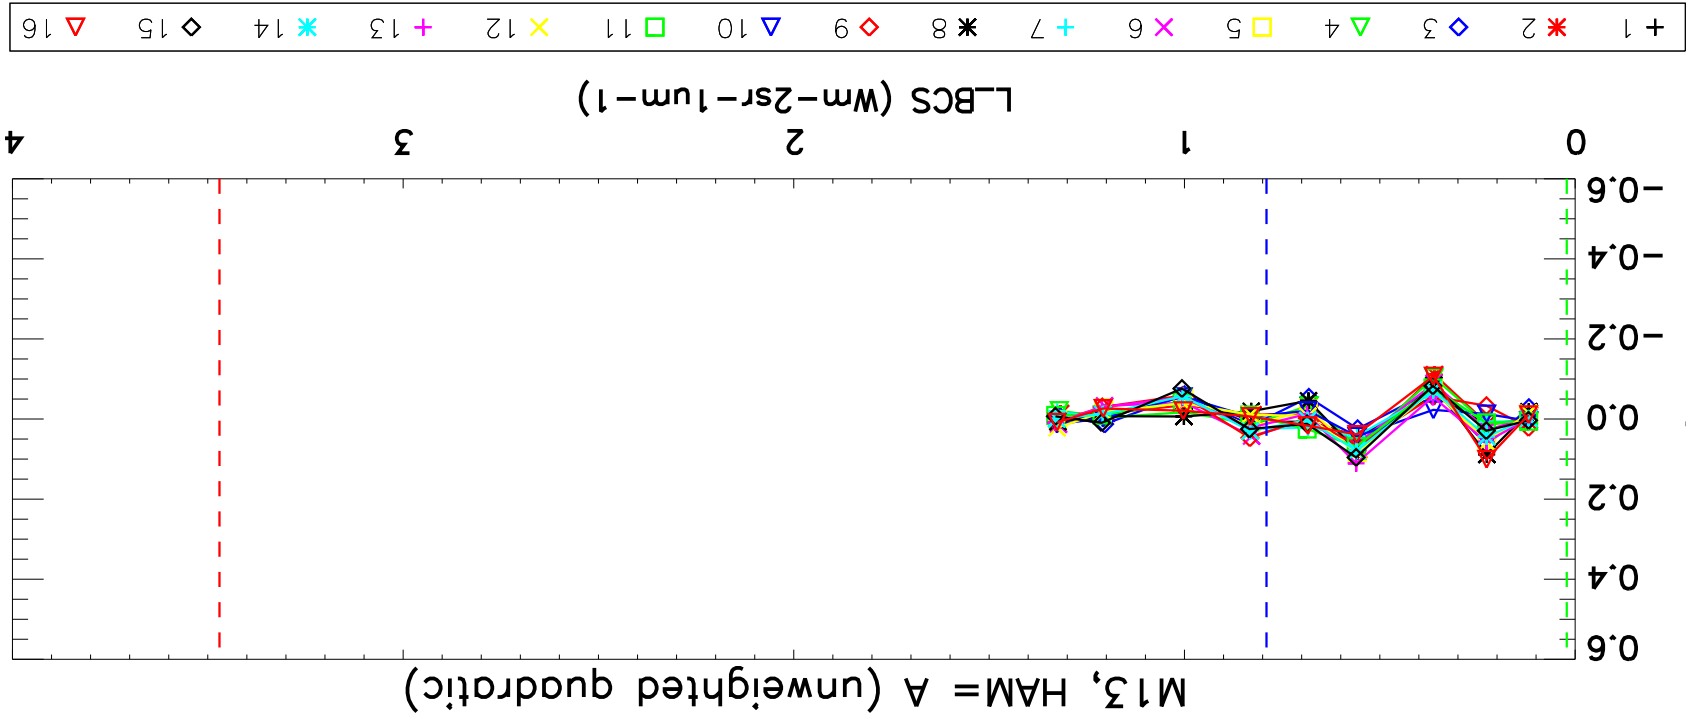 M13, HAM= A (unweighted quadratic)
0.6
0.4
0.2
0.0
-0.2
-0.4
-0.6
0 1 2 3 4
L_BCS (Wm-2sr-1um-1)
1 2 3 4 5 6 7 8 9 10 11 12 13 14 15 16